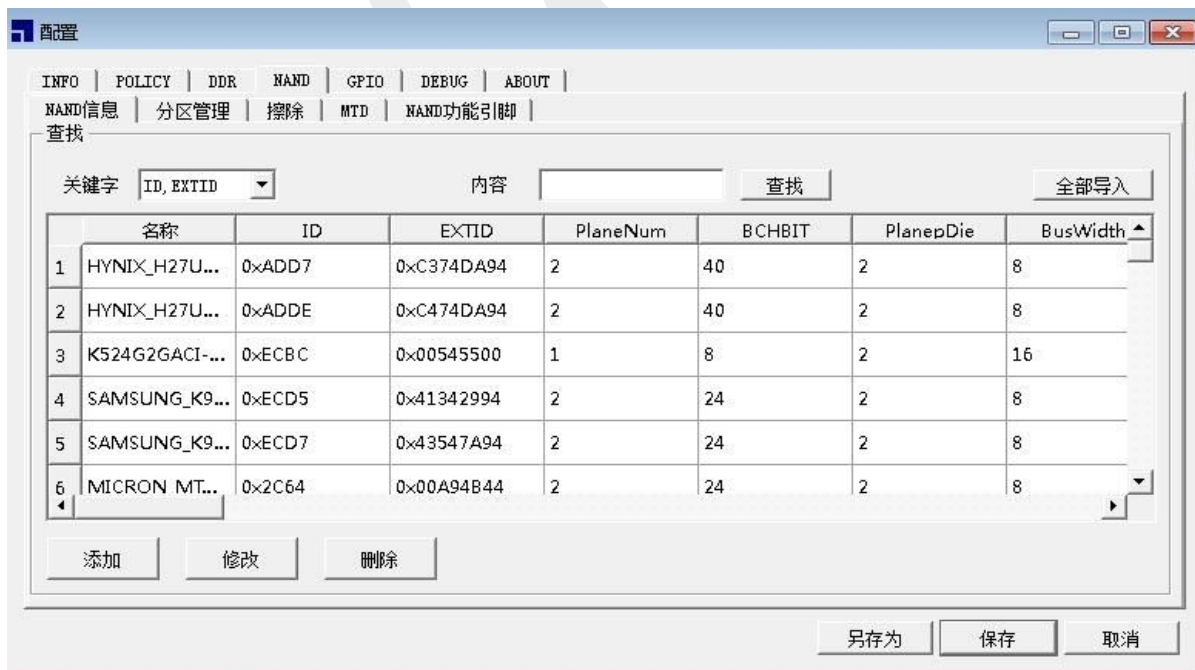 配置
INFO POLICY DDR NAND GPIO DEBUG ABOUT
NAND信息 分区管理 擦除 MTD NAND功能引脚
查找
关键字 ID, EXTID 内容 查找 全部导入
名称 ID EXTID PlaneNum BCHBIT PlanepDie BusWidth
1 HYNIX_H27U... 0xADD7 0xC374DA94 2 40 2 8
2 HYNIX_H27U... 0xADDE 0xC474DA94 2 40 2 8
3 K524G2GACI-... 0xECBC 0x00545500 1 8 2 16
4 SAMSUNG_K9... 0xECD5 0x41342994 2 24 2 8
5 SAMSUNG_K9... 0xECD7 0x43547A94 2 24 2 8
6 MICRON_MT... 0x2C64 0x00A94B44 2 24 2 8
添加 修改 删除
另存为 保存 取消